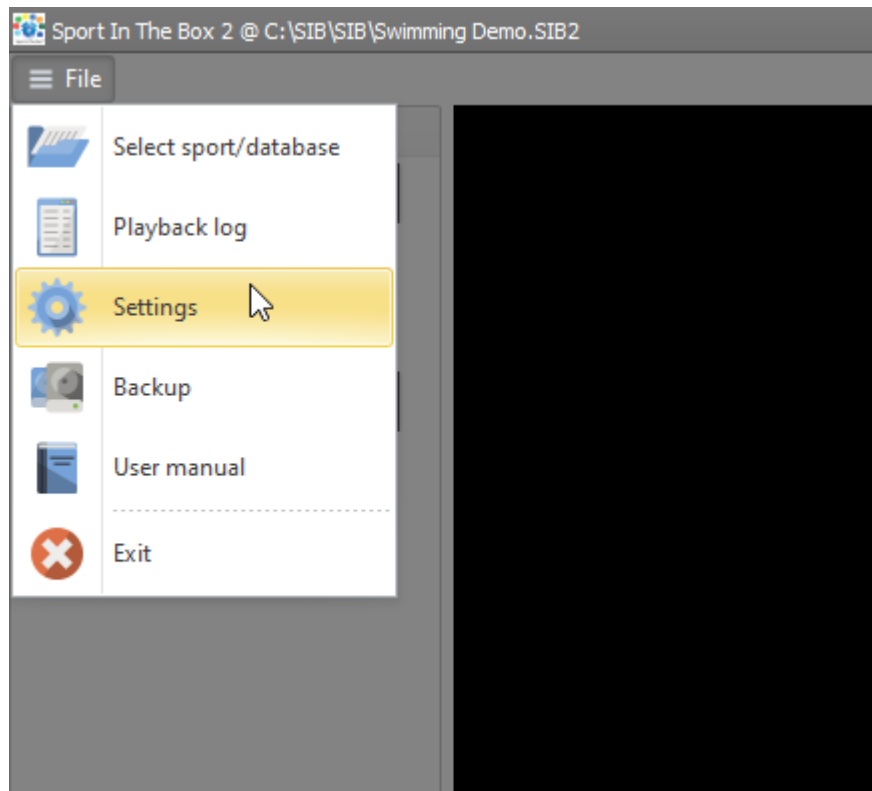 Sport In The Box 2 @ C:\SIB\SIB\Swimming Demo.SIB2
File
Select sport/database
Playback log
Settings
Backup
User manual
Exit